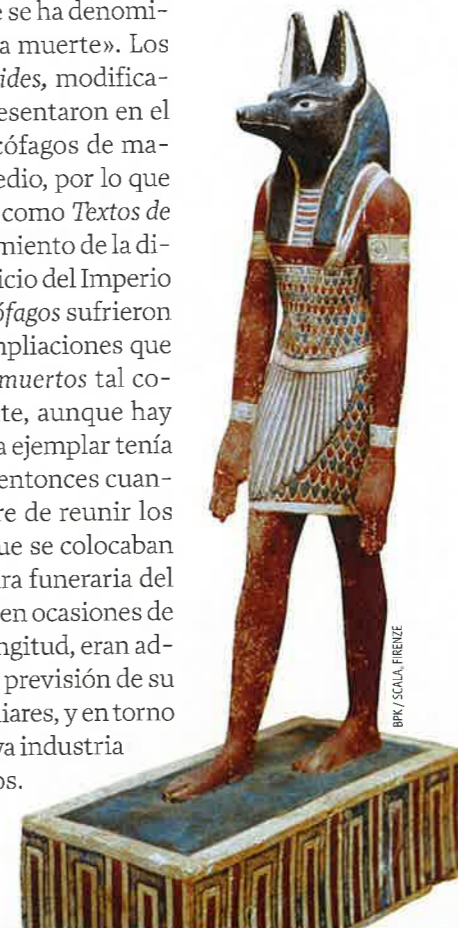 e se ha denomi-
a muerte». Los
ides, modifica-
esentaron en el
cófagos de ma-
edio, por lo que
como Textos de
miento de la di-
icio del Imperio
ófagos sufrieron
mpliaciones que
muertos tal co-
te, aunque hay
a ejemplar tenía
entonces cuan-
re de reunir los
ue se colocaban
ara funeraria del
en ocasiones de
ngitud, eran ad-
previsión de su
iliares, y en torno
va industria
os.
BPK / SCALA, FIRENZE